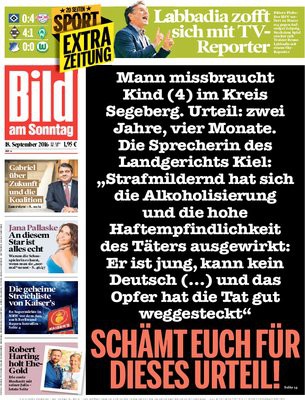 20 SEITEN
SPORT
EXTRA
ZEITUNG
0:4
4:1
0:0
Labbadia zofft
sich mit TV-
Reporter
Bild
am Sonntag
18. September 2016
1,95 €
Gabriel
über
Zukunft
und die
Koalition
Jana Pallaske
An diesem
Star ist
alles echt
Die geheime
Streichliste
von Kaiser's
Robert
Harting
holt Ehe-
Gold
Mann missbraucht
Kind (4) im Kreis
Segeberg. Urteil: zwei
Jahre, vier Monate.
Die Sprecherin des
Landgerichts Kiel:
„Strafmildernd hat sich
die Alkoholisierung
und die hohe
Haftempfindlichkeit
des Täters ausgewirkt:
Er ist jung, kann kein
Deutsch (...) und das
Opfer hat die Tat gut
weggesteckt“
SCHÄMT EUCH FÜR
DIESES URTEIL!